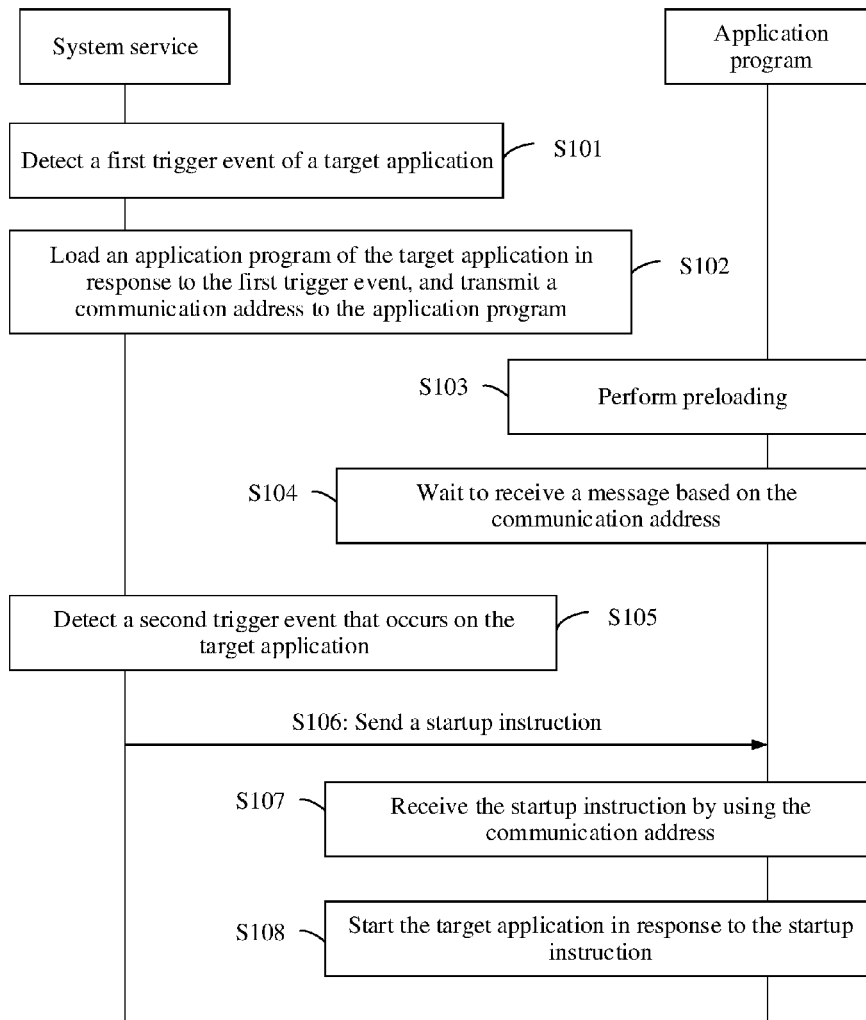 System service
Application
program
Detect a first trigger event of a target application
S101
Load an application program of the target application in
response to the first trigger event, and transmit a
communication address to the application program
S102
S103
Perform preloading
S104
Wait to receive a message based on the
communication address
Detect a second trigger event that occurs on the
target application
S105
S106: Send a startup instruction
S107
Receive the startup instruction by using the
communication address
S108
Start the target application in response to the startup
instruction